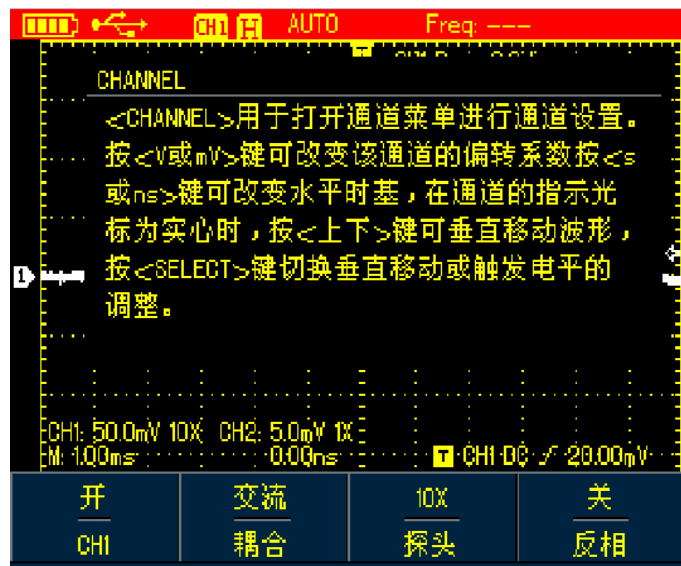 CH1 H AUTO Freq: ---
CHANNEL
<CHANNEL>用于打开通道菜单进行通道设置。
按<V或mV>键可改变该通道的偏转系数按<s
或ns>键可改变水平时基，在通道的指示光
标为实心时，按<上下>键可垂直移动波形，
按<SELECT>键切换垂直移动或触发电平的
调整。
1
CH1: 50.0mV 10X CH2: 5.0mV 1X
M: 1.00ms 0.00ns T CH1 DC 20.00mV
开 交流 10X 关
CH1 耦合 探头 反相